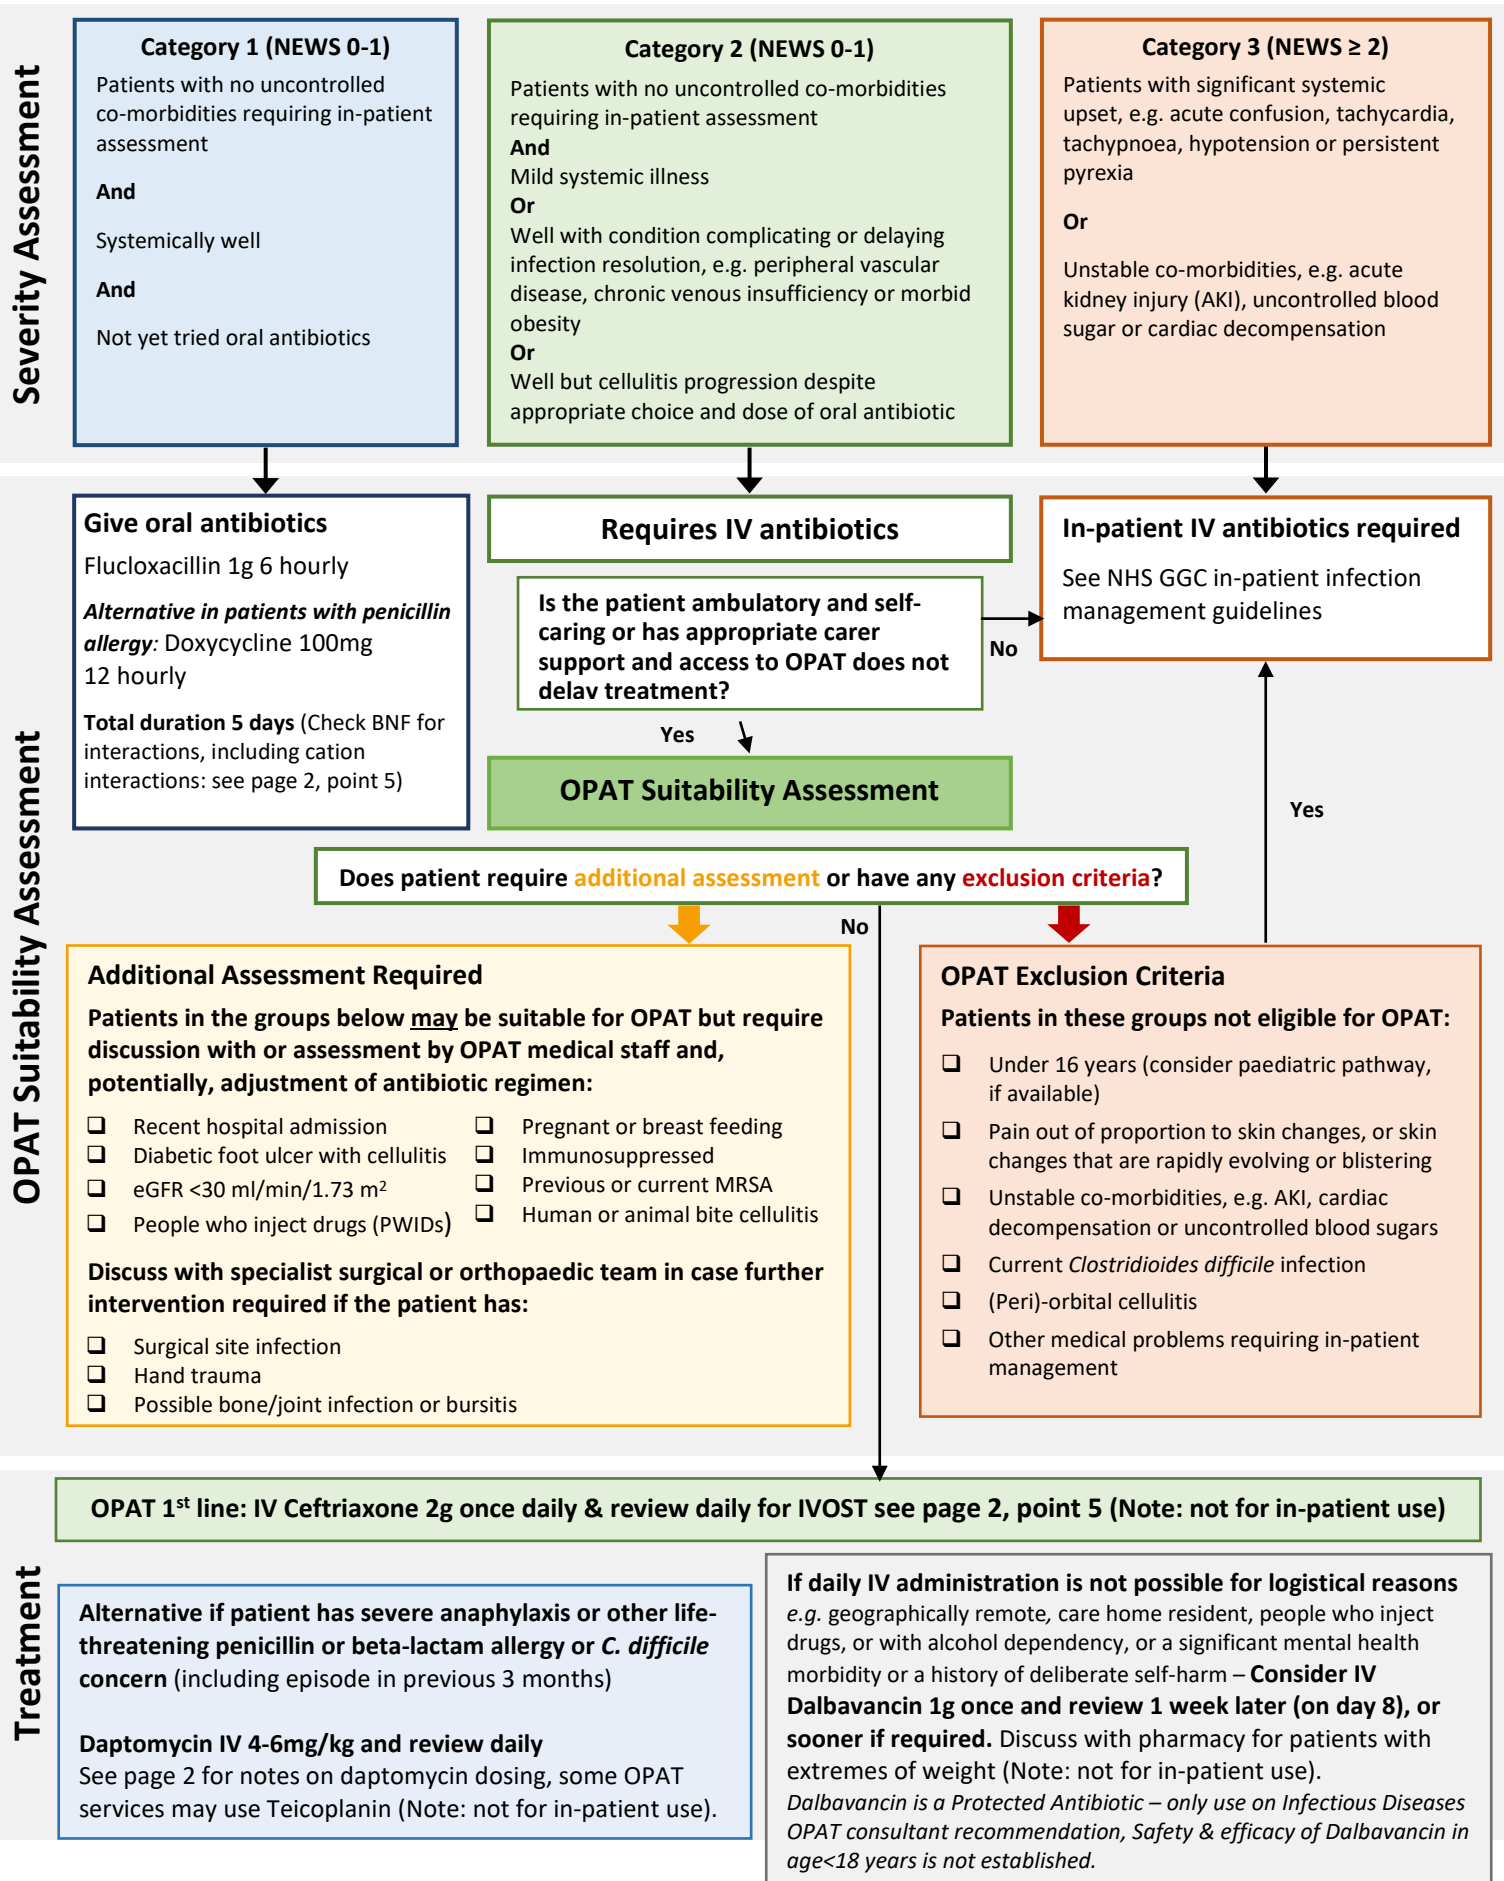 Severity Assessment
Category 1 (NEWS 0-1)
Patients with no uncontrolled
co-morbidities requiring in-patient
assessment
And
Systemically well
And
Not yet tried oral antibiotics
Category 2 (NEWS 0-1)
Patients with no uncontrolled co-morbidities
requiring in-patient assessment
And
Mild systemic illness
Or
Well with condition complicating or delaying
infection resolution, e.g. peripheral vascular
disease, chronic venous insufficiency or morbid
obesity
Or
Well but cellulitis progression despite
appropriate choice and dose of oral antibiotic
Category 3 (NEWS ≥ 2)
Patients with significant systemic
upset, e.g. acute confusion, tachycardia,
tachypnoea, hypotension or persistent
pyrexia
Or
Unstable co-morbidities, e.g. acute
kidney injury (AKI), uncontrolled blood
sugar or cardiac decompensation
OPAT Suitability Assessment
Give oral antibiotics
Flucloxacillin 1g 6 hourly
Alternative in patients with penicillin
allergy: Doxycycline 100mg
12 hourly
Total duration 5 days (Check BNF for
interactions, including cation
interactions: see page 2, point 5)
Requires IV antibiotics
Is the patient ambulatory and self-
caring or has appropriate carer
support and access to OPAT does not
delay treatment?
No
Yes
In-patient IV antibiotics required
See NHS GGC in-patient infection
management guidelines
OPAT Suitability Assessment
Yes
Does patient require additional assessment or have any exclusion criteria?
No
Additional Assessment Required
Patients in the groups below may be suitable for OPAT but require
discussion with or assessment by OPAT medical staff and,
potentially, adjustment of antibiotic regimen:
❑ Recent hospital admission
❑ Diabetic foot ulcer with cellulitis
❑ eGFR <30 ml/min/1.73 m²
❑ People who inject drugs (PWIDs)
❑ Pregnant or breast feeding
❑ Immunosuppressed
❑ Previous or current MRSA
❑ Human or animal bite cellulitis
Discuss with specialist surgical or orthopaedic team in case further
intervention required if the patient has:
❑ Surgical site infection
❑ Hand trauma
❑ Possible bone/joint infection or bursitis
OPAT Exclusion Criteria
Patients in these groups not eligible for OPAT:
❑ Under 16 years (consider paediatric pathway,
if available)
❑ Pain out of proportion to skin changes, or skin
changes that are rapidly evolving or blistering
❑ Unstable co-morbidities, e.g. AKI, cardiac
decompensation or uncontrolled blood sugars
❑ Current Clostridioides difficile infection
❑ (Peri)-orbital cellulitis
❑ Other medical problems requiring in-patient
management
Treatment
OPAT 1st line: IV Ceftriaxone 2g once daily & review daily for IVOST see page 2, point 5 (Note: not for in-patient use)
Alternative if patient has severe anaphylaxis or other life-
threatening penicillin or beta-lactam allergy or C. difficile
concern (including episode in previous 3 months)
Daptomycin IV 4-6mg/kg and review daily
See page 2 for notes on daptomycin dosing, some OPAT
services may use Teicoplanin (Note: not for in-patient use).
If daily IV administration is not possible for logistical reasons
e.g. geographically remote, care home resident, people who inject
drugs, or with alcohol dependency, or a significant mental health
morbidity or a history of deliberate self-harm – Consider IV
Dalbavancin 1g once and review 1 week later (on day 8), or
sooner if required. Discuss with pharmacy for patients with
extremes of weight (Note: not for in-patient use).
Dalbavancin is a Protected Antibiotic – only use on Infectious Diseases
OPAT consultant recommendation, Safety & efficacy of Dalbavancin in
age<18 years is not established.